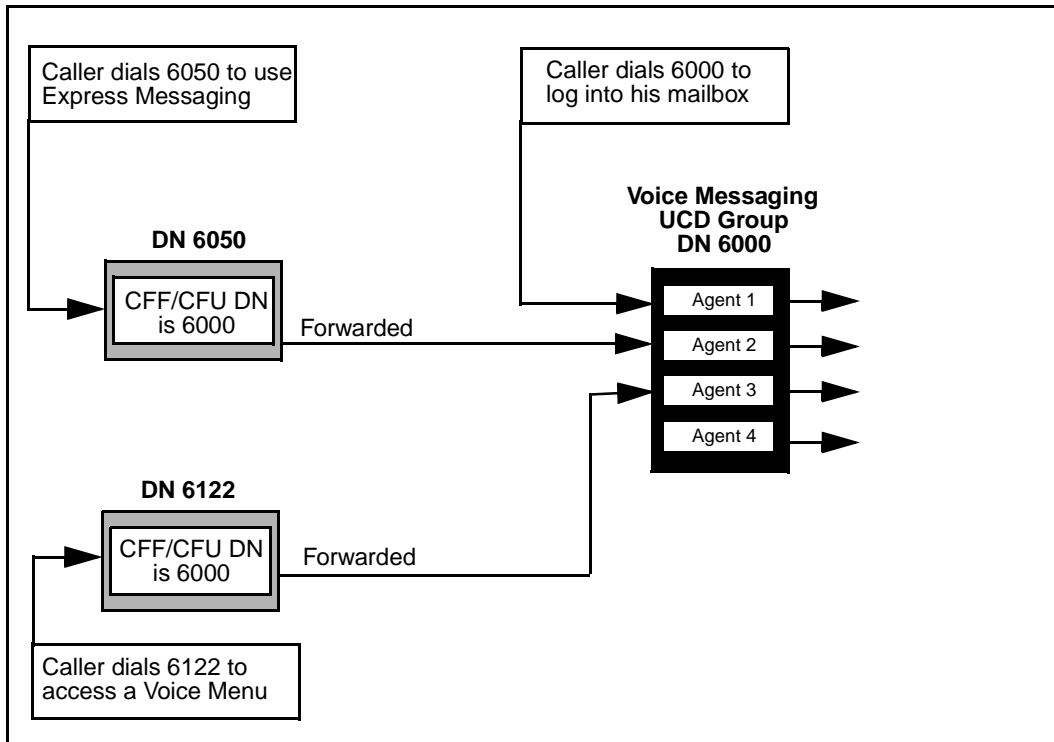 Caller dials 6050 to use
Express Messaging
Caller dials 6000 to
log into his mailbox
Voice Messaging
UCD Group
DN 6000
DN 6050
CFF/CFU DN
is 6000
Forwarded
Agent 1
Agent 2
Agent 3
Agent 4
DN 6122
CFF/CFU DN
is 6000
Forwarded
Caller dials 6122 to
access a Voice Menu